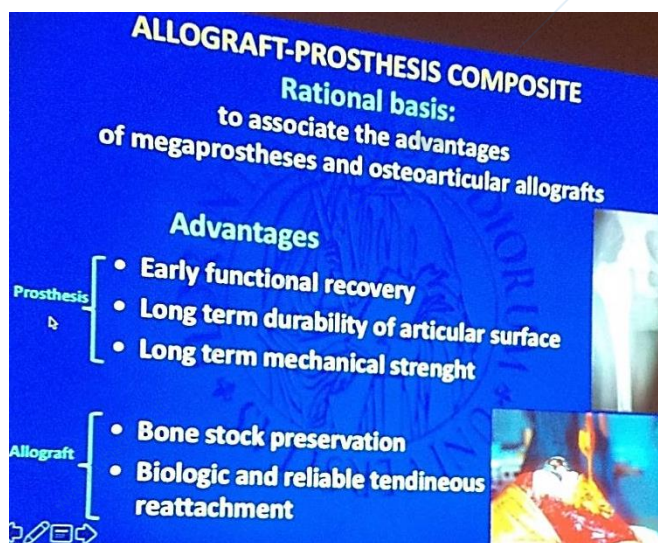 ALLOGRAFT-PROSTHESIS COMPOSITE
Rational basis:
to associate the advantages
of megaprostheses and osteoarticular allografts
Advantages
Prosthesis
• Early functional recovery
• Long term durability of articular surface
• Long term mechanical strenght
Allograft
• Bone stock preservation
• Biologic and reliable tendineous
reattachment